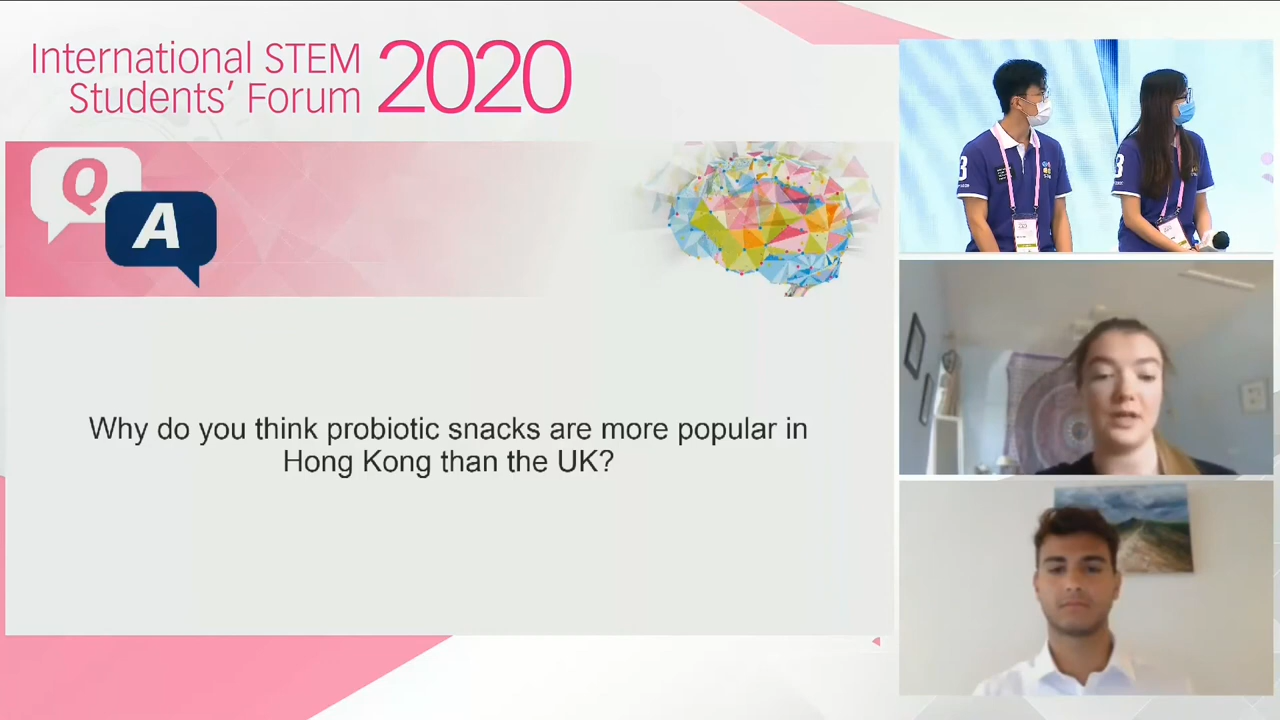 International STEM
Students' Forum
2020
Q
A
Why do you think probiotic snacks are more popular in
Hong Kong than the UK?